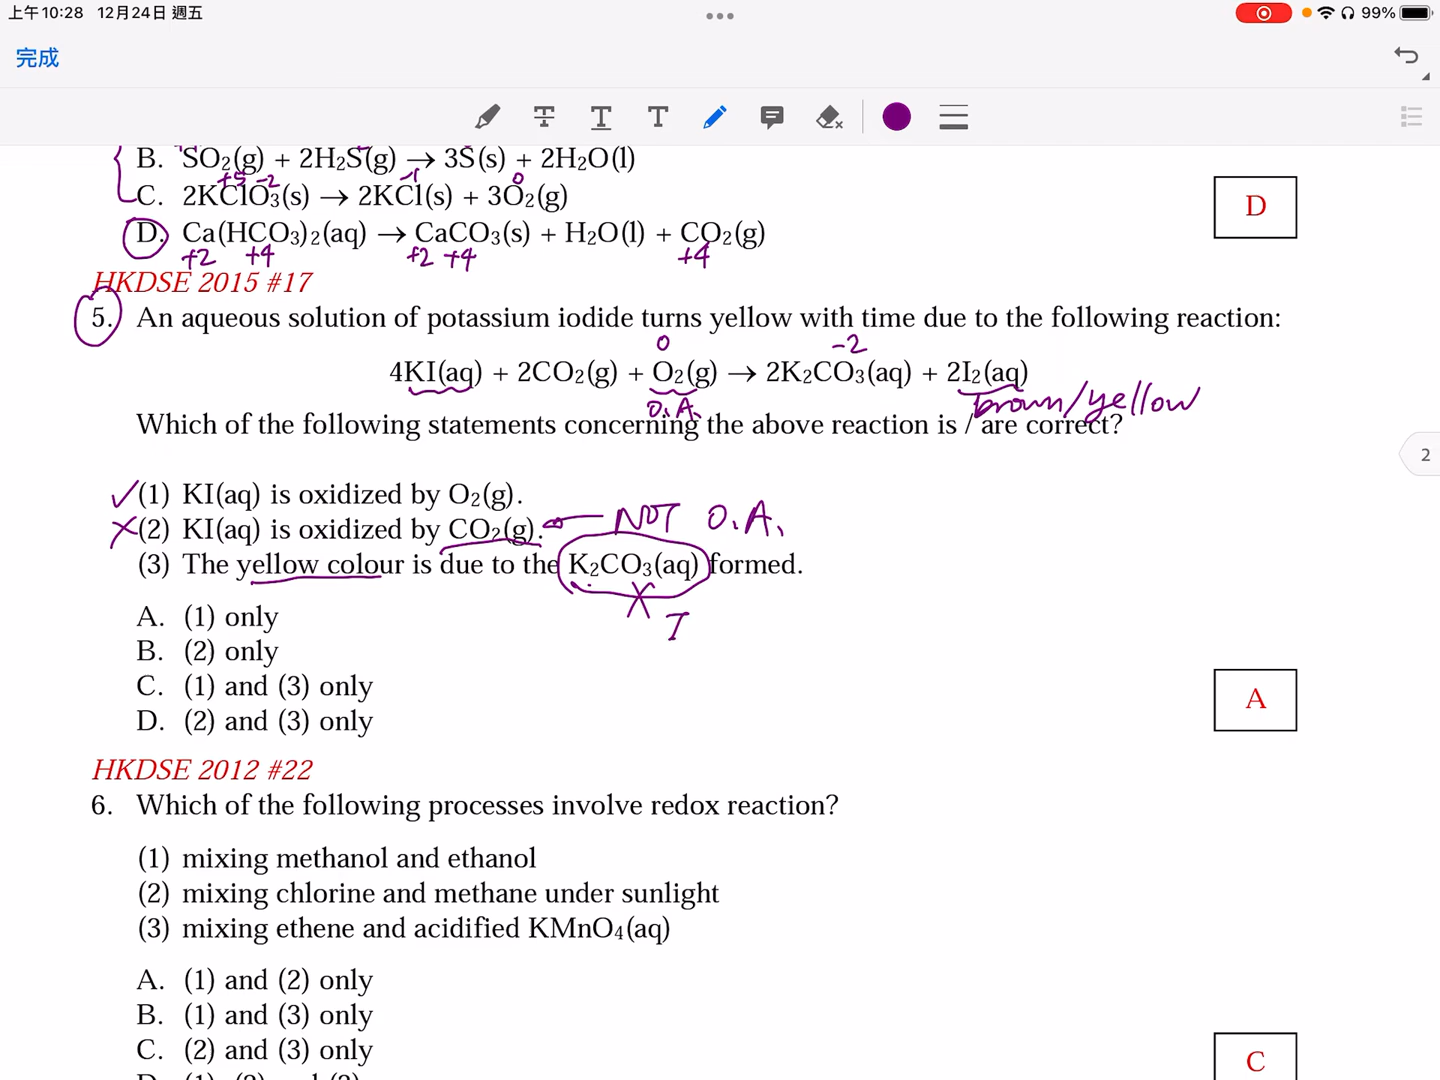 上午10:28 12月24日 週五
99%
完成
B. SO₂(g) + 2H₂S(g) → 3S(s) + 2H₂O(l)
+5 -2 -1 0
C. 2KClO₃(s) → 2KCl(s) + 3O₂(g)
D
D. Ca(HCO₃)₂(aq) → CaCO₃(s) + H₂O(l) + CO₂(g)
+2 +4 +2 +4 +4
HKDSE 2015 #17
5. An aqueous solution of potassium iodide turns yellow with time due to the following reaction:
0 -2
4KI(aq) + 2CO₂(g) + O₂(g) → 2K₂CO₃(aq) + 2I₂(aq)
O.A. brown/yellow
Which of the following statements concerning the above reaction is / are correct?
2
✓(1) KI(aq) is oxidized by O₂(g).
✗(2) KI(aq) is oxidized by CO₂(g). ← NOT O.A.
(3) The yellow colour is due to the K₂CO₃(aq) formed.
✗ I
A. (1) only
B. (2) only
C. (1) and (3) only
A
D. (2) and (3) only
HKDSE 2012 #22
6. Which of the following processes involve redox reaction?
(1) mixing methanol and ethanol
(2) mixing chlorine and methane under sunlight
(3) mixing ethene and acidified KMnO₄(aq)
A. (1) and (2) only
B. (1) and (3) only
C. (2) and (3) only
C